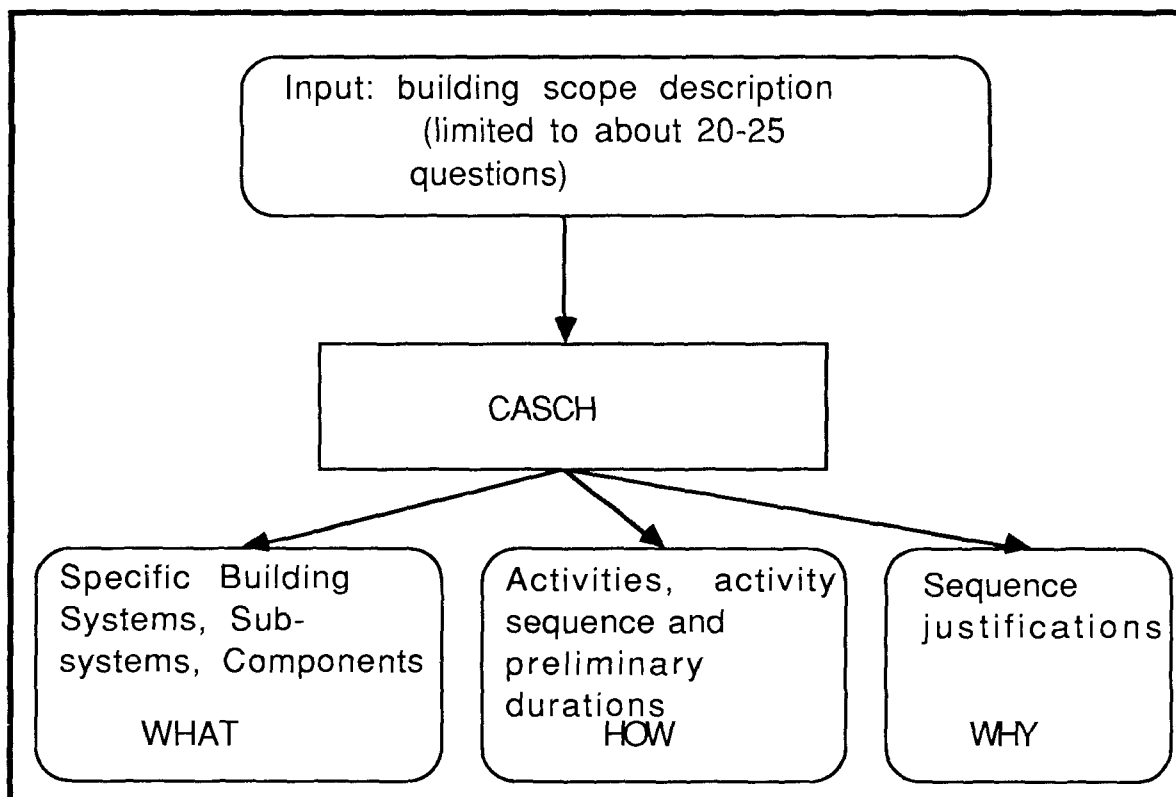 Input: building scope description
(limited to about 20-25
questions)
CASCH
Specific Building
Systems, Sub-
systems, Components
WHAT
Activities, activity
sequence and
preliminary
durations
HOW
Sequence
justifications
WHY